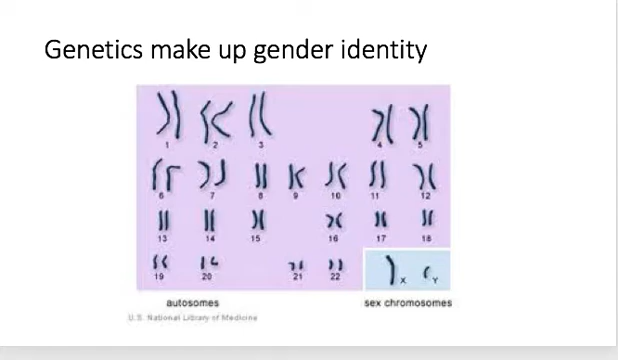 Genetics make up gender identity
1 2 3 4 5
6 7 8 9 10 11 12
13 14 15 16 17 18
19 20 21 22 X Y
autosomes sex chromosomes
U.S. National Library of Medicine